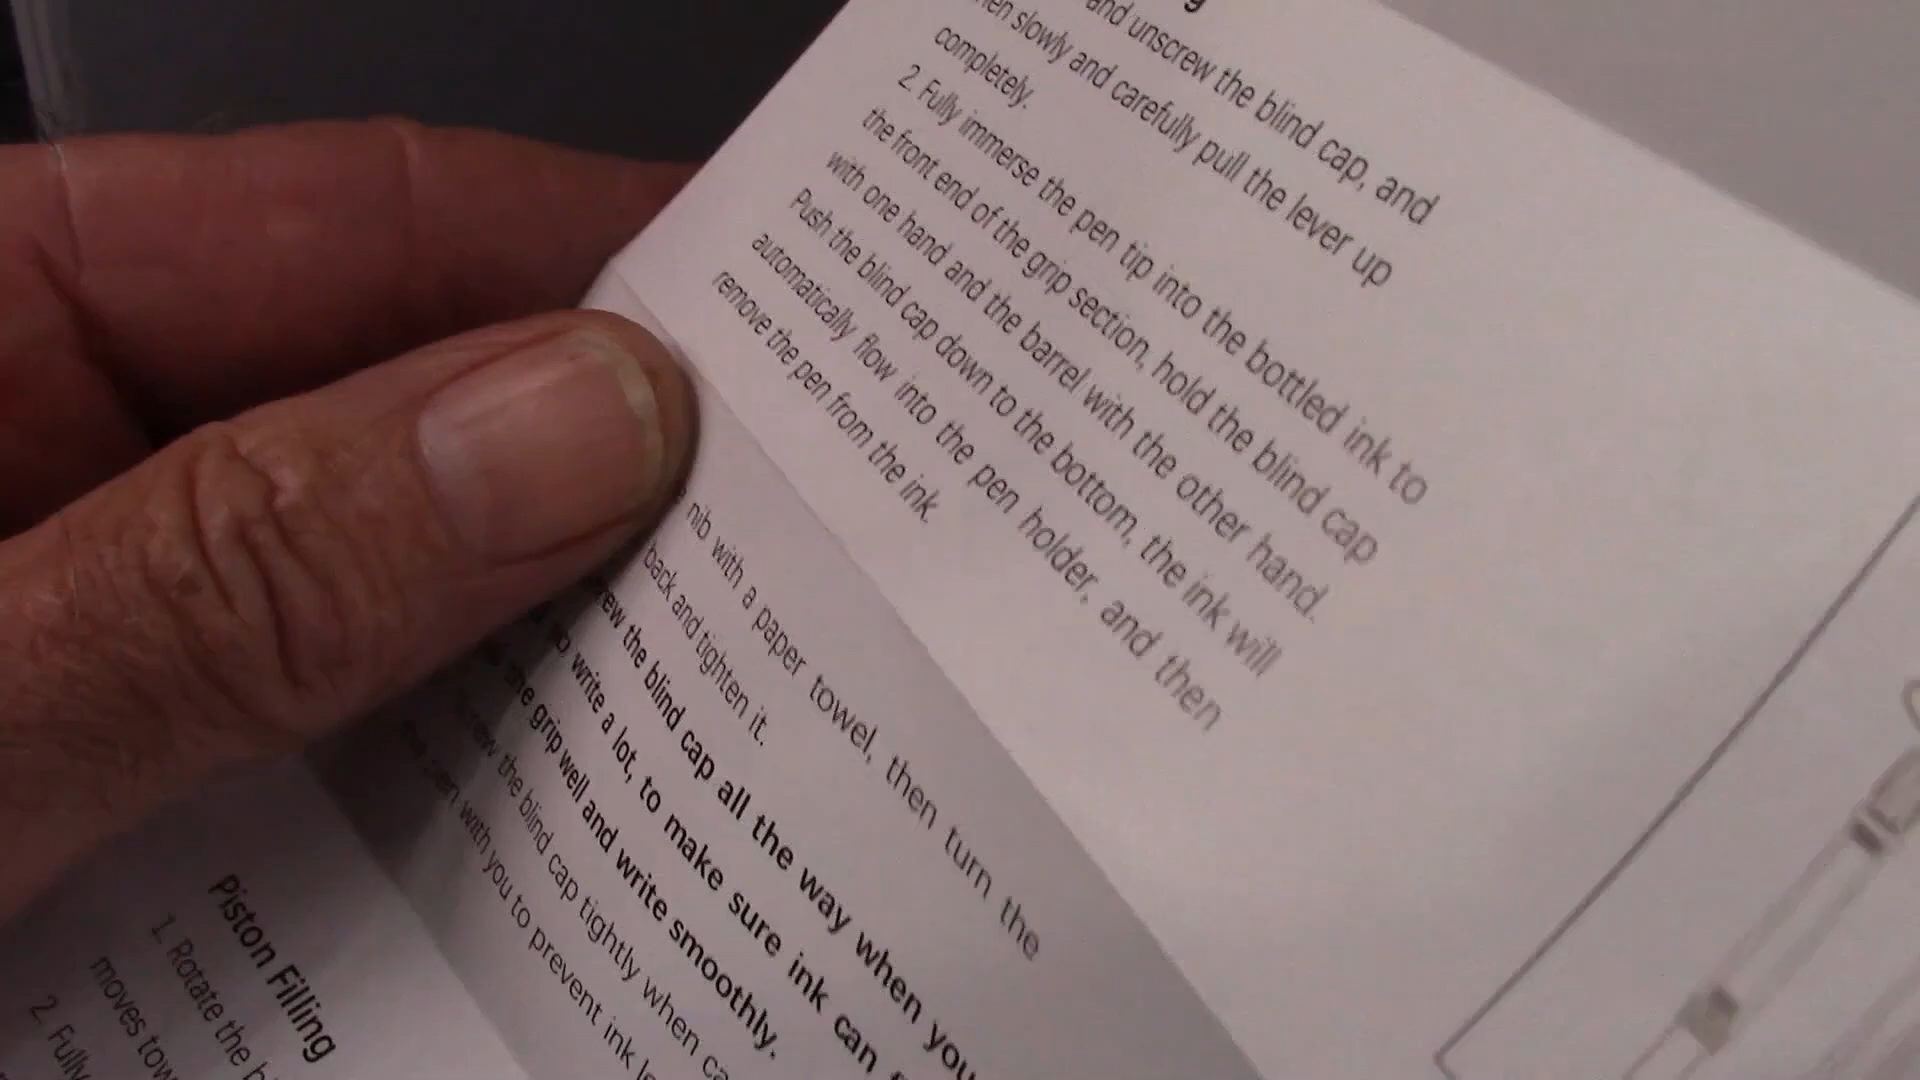 and unscrew the blind cap, and
slowly and carefully pull the lever up
completely.
2. Fully immerse the pen tip into the bottled ink to
the front end of the grip section, hold the blind cap
with one hand and the barrel with the other hand.
Push the blind cap down to the bottom, the ink will
automatically flow into the pen holder, and then
remove the pen from the ink.
nib with a paper towel, then turn the
back and tighten it.
the blind cap all the way when you
write a lot, to make sure ink can
the grip well and write smoothly.
the blind cap tightly when
pen with you to prevent ink
Piston Filling
1. Rotate the
moves
2. Fully